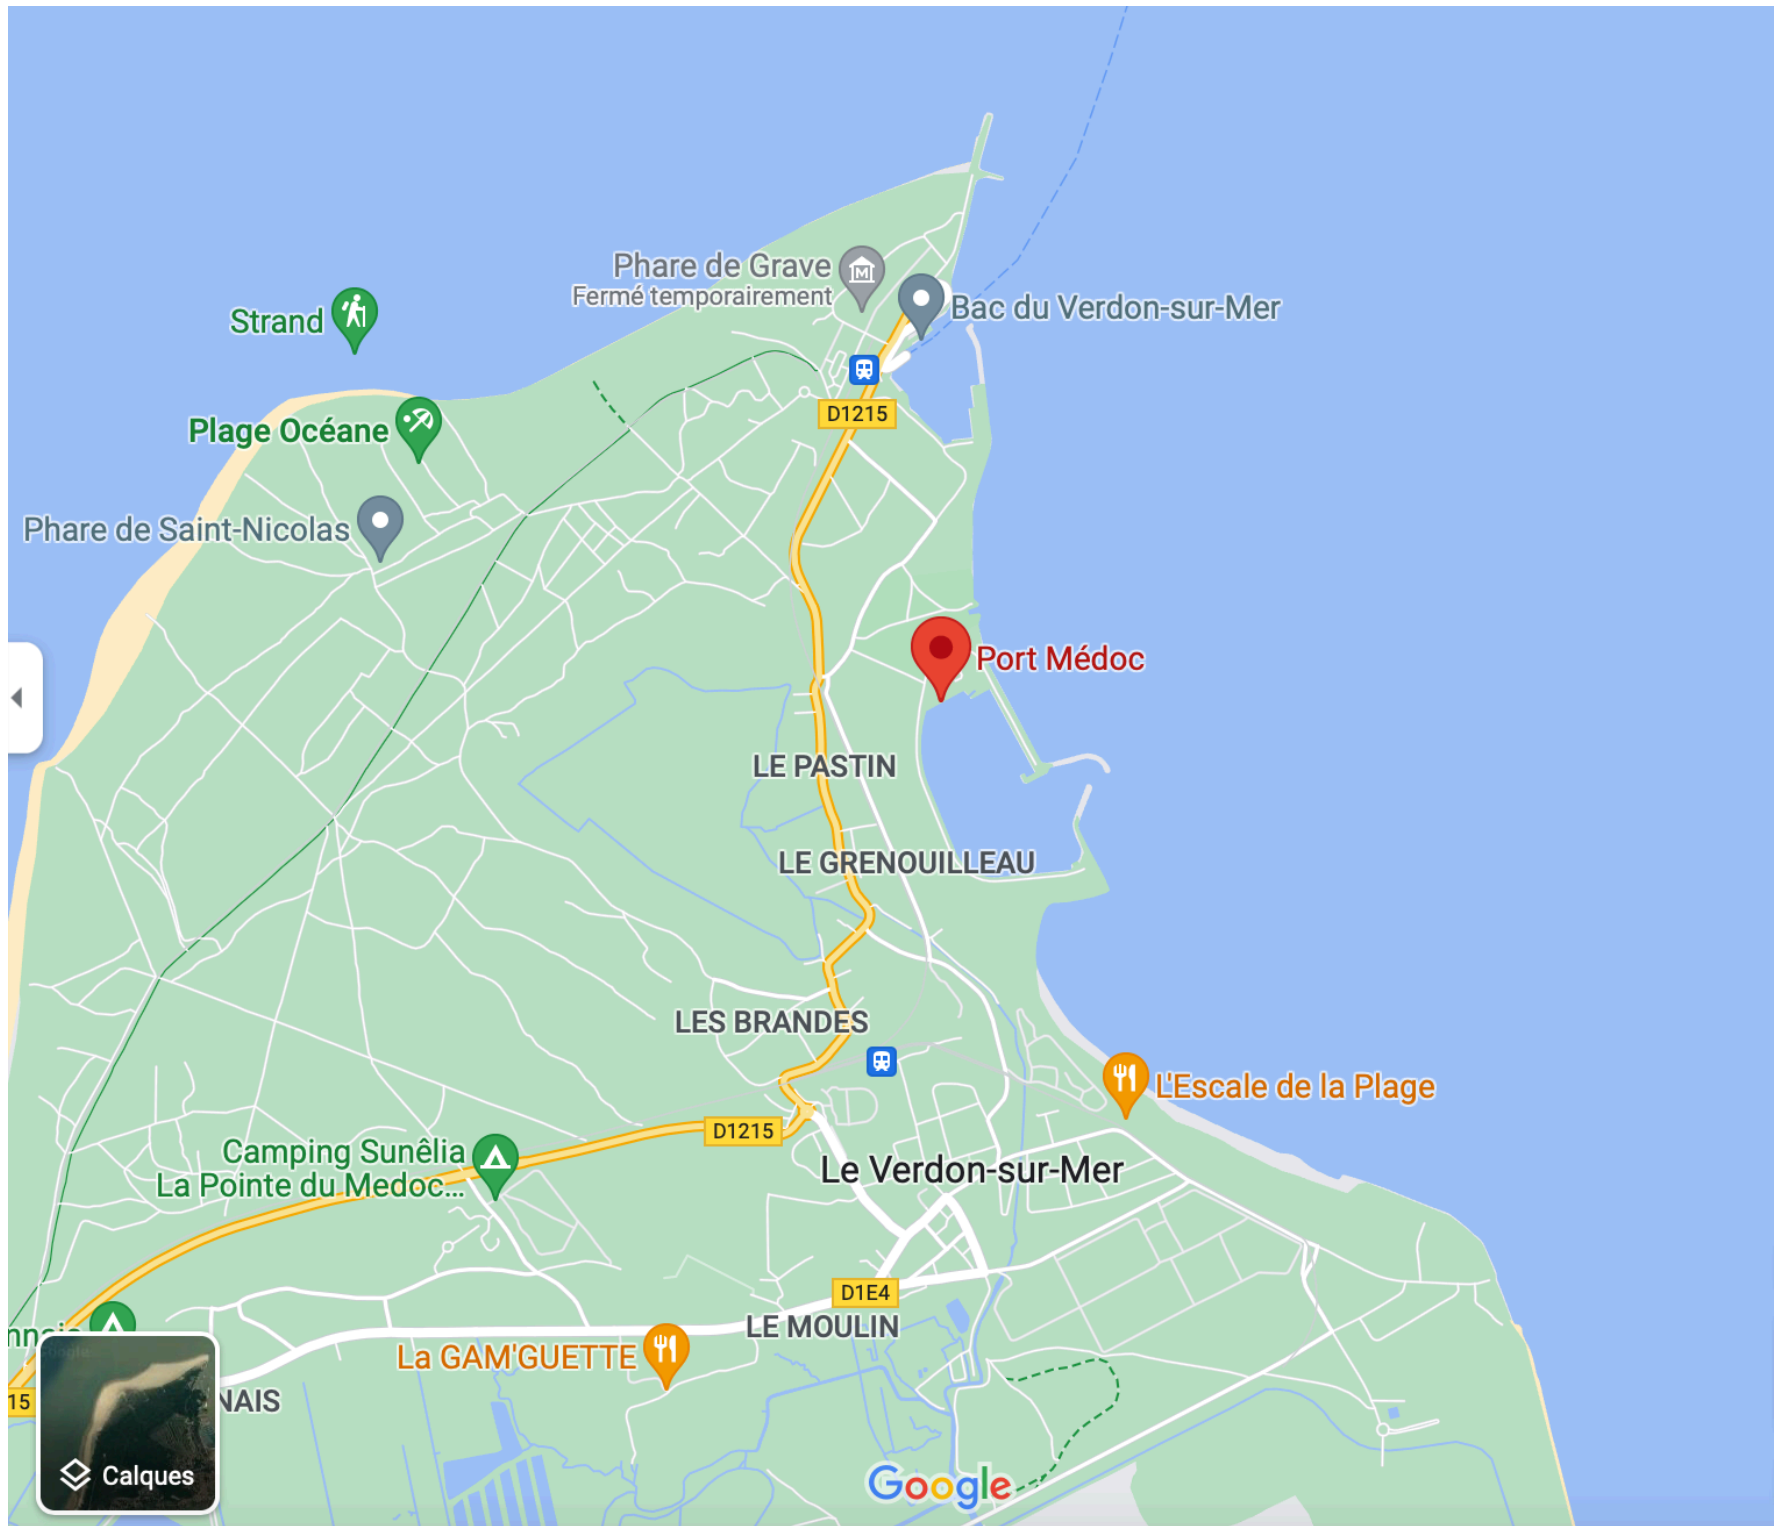 Phare de Grave
Fermé temporairement
Bac du Verdon-sur-Mer
Strand
D1215
Plage Océane
Phare de Saint-Nicolas
Port Médoc
LE PASTIN
LE GRENOUILLEAU
LES BRANDES
L'Escale de la Plage
D1215
Camping Sunêlia
La Pointe du Medoc...
Le Verdon-sur-Mer
D1E4
LE MOULIN
La GAM'GUETTE
15
NAIS
Calques
Google